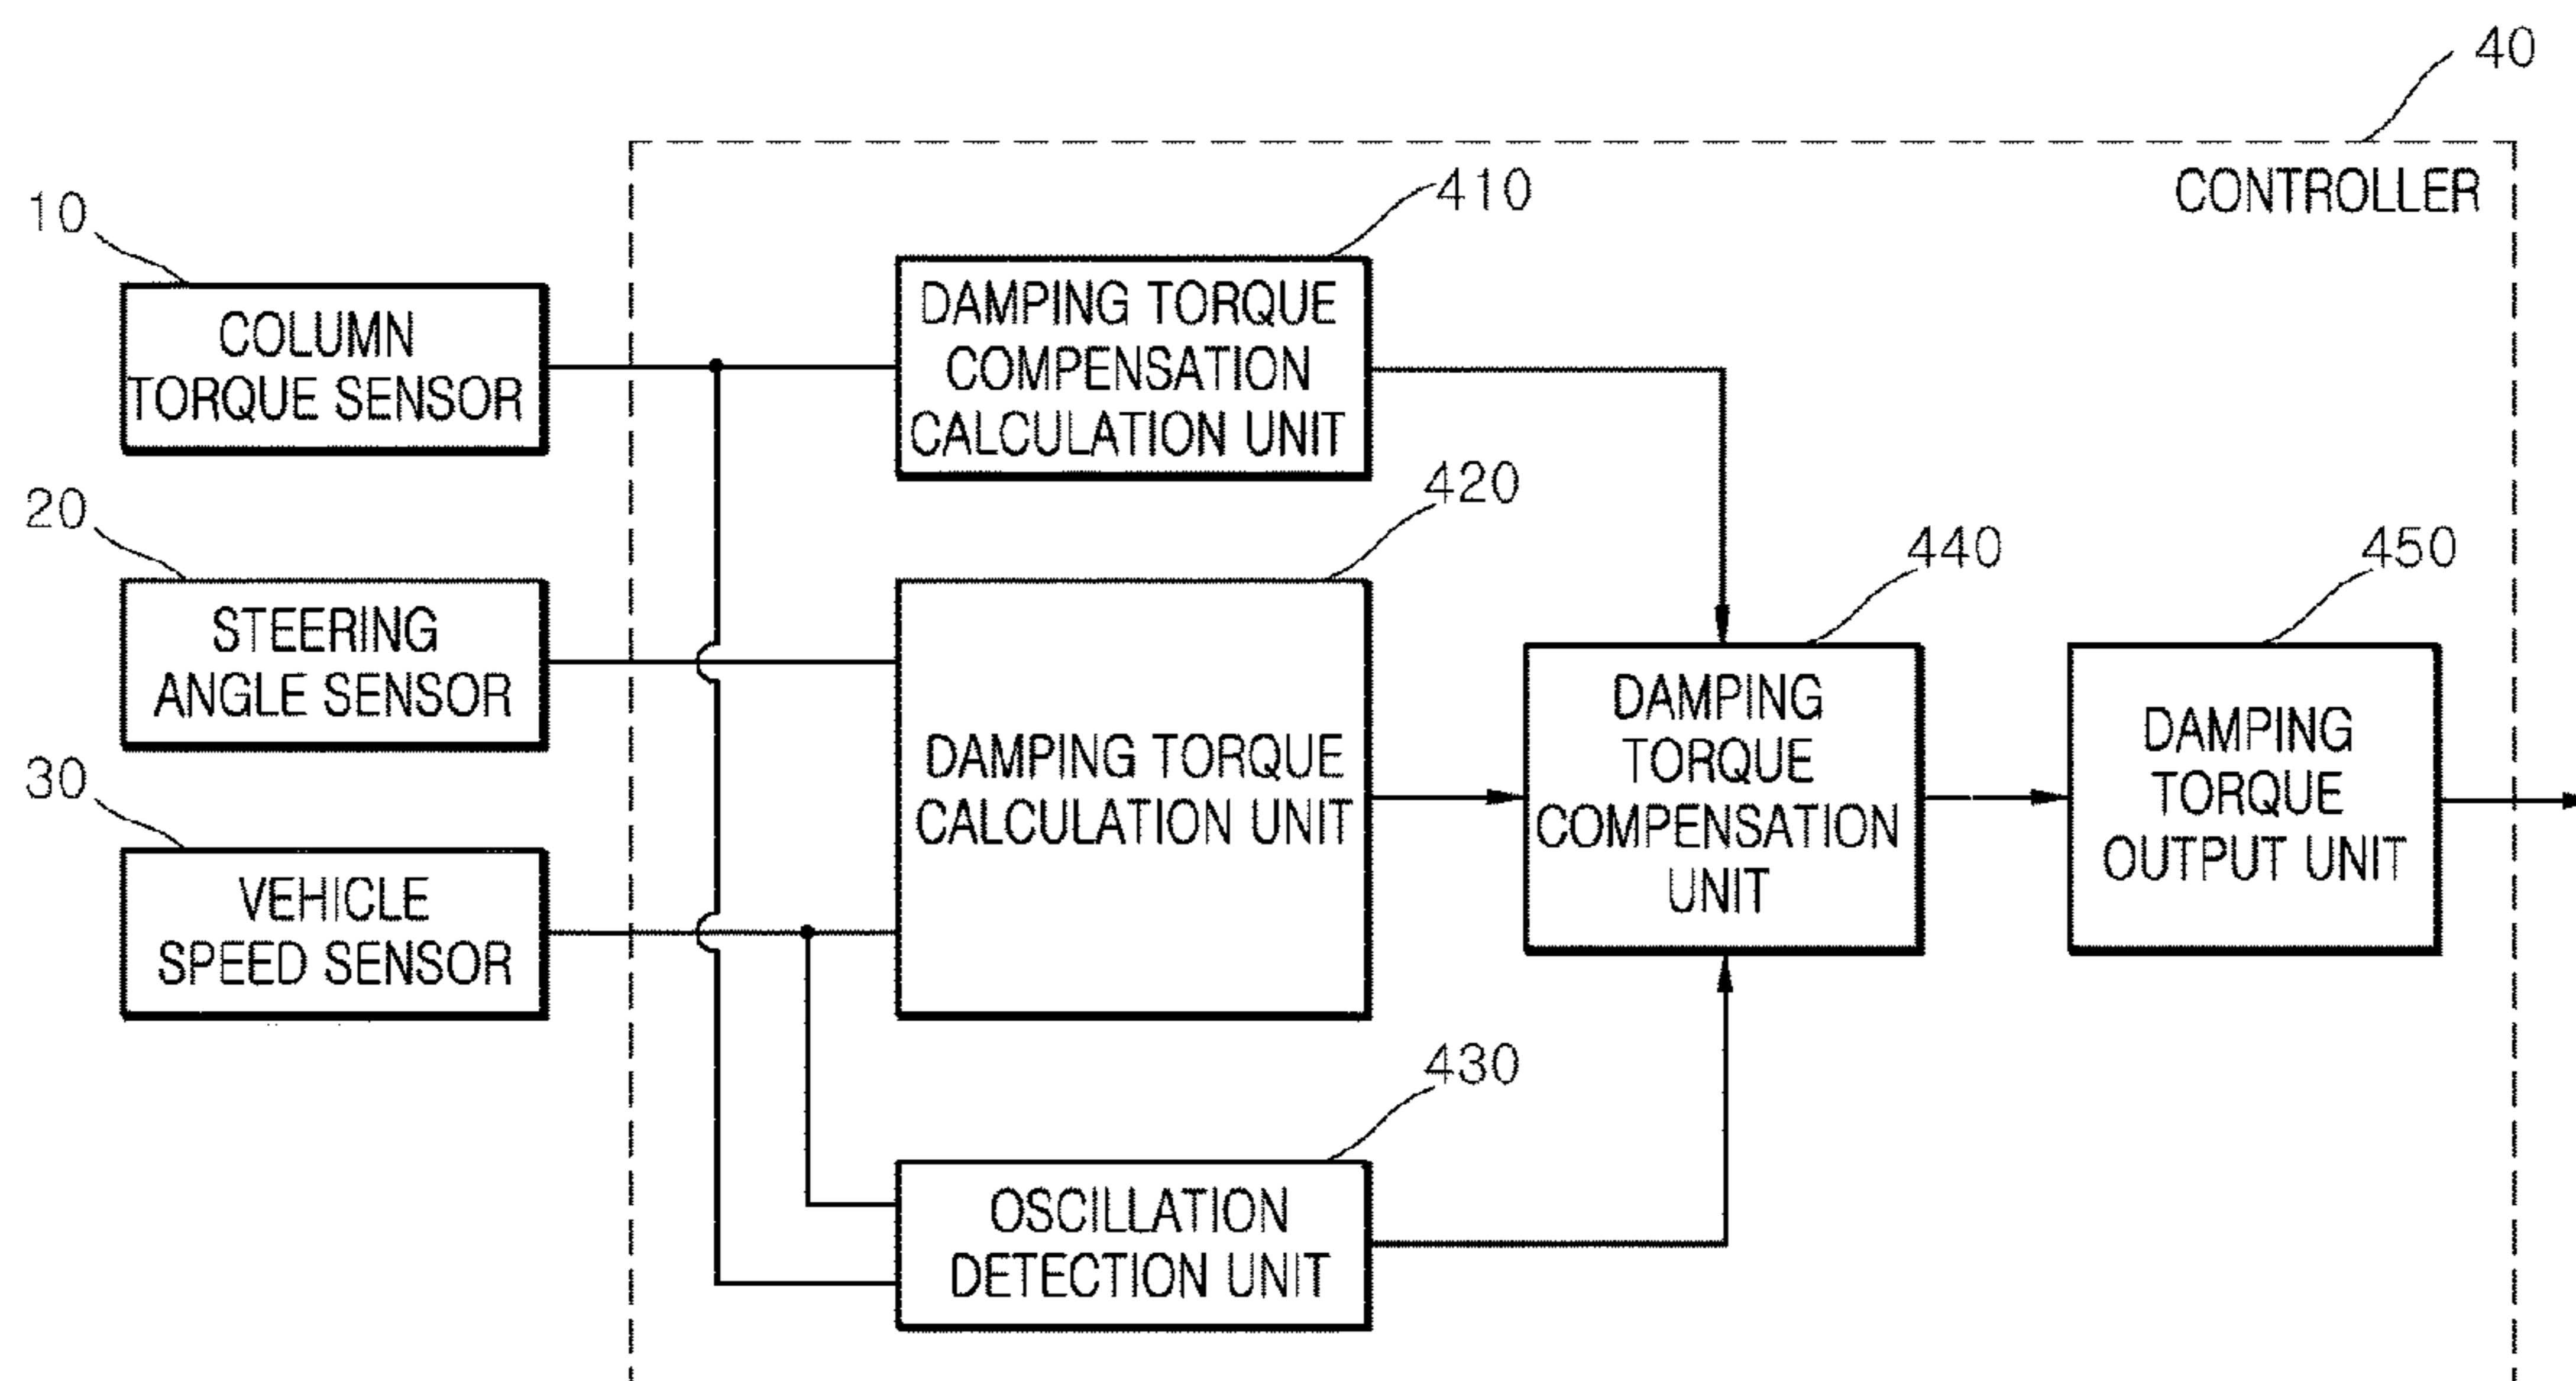 40
CONTROLLER
10
COLUMN
TORQUE SENSOR
410
DAMPING TORQUE
COMPENSATION
CALCULATION UNIT
20
STEERING
ANGLE SENSOR
420
DAMPING TORQUE
CALCULATION UNIT
30
VEHICLE
SPEED SENSOR
430
OSCILLATION
DETECTION UNIT
440
DAMPING
TORQUE
COMPENSATION
UNIT
450
DAMPING
TORQUE
OUTPUT UNIT